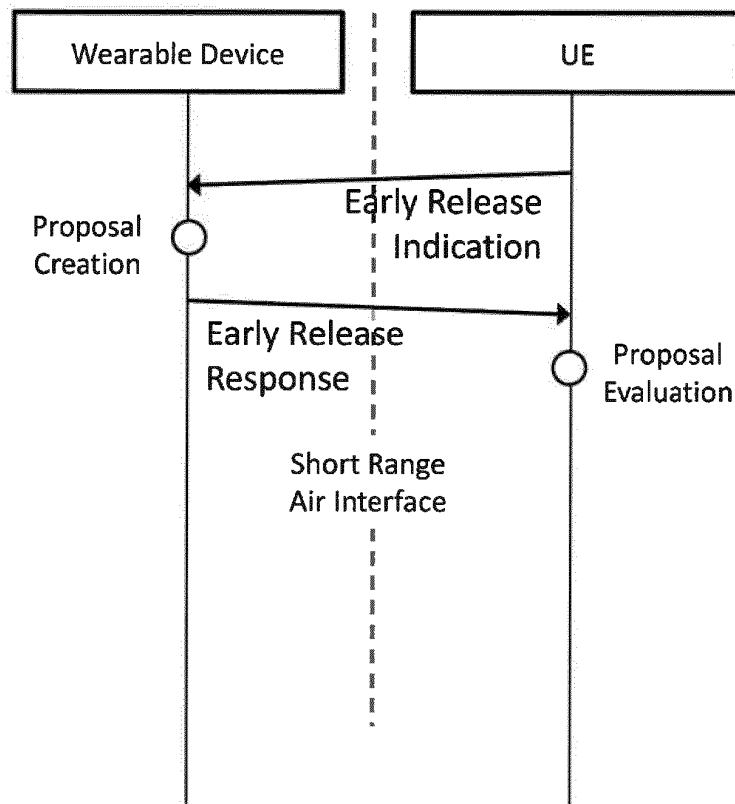 Wearable Device
UE
Early Release
Indication
Proposal
Creation
Early Release
Response
Proposal
Evaluation
Short Range
Air Interface